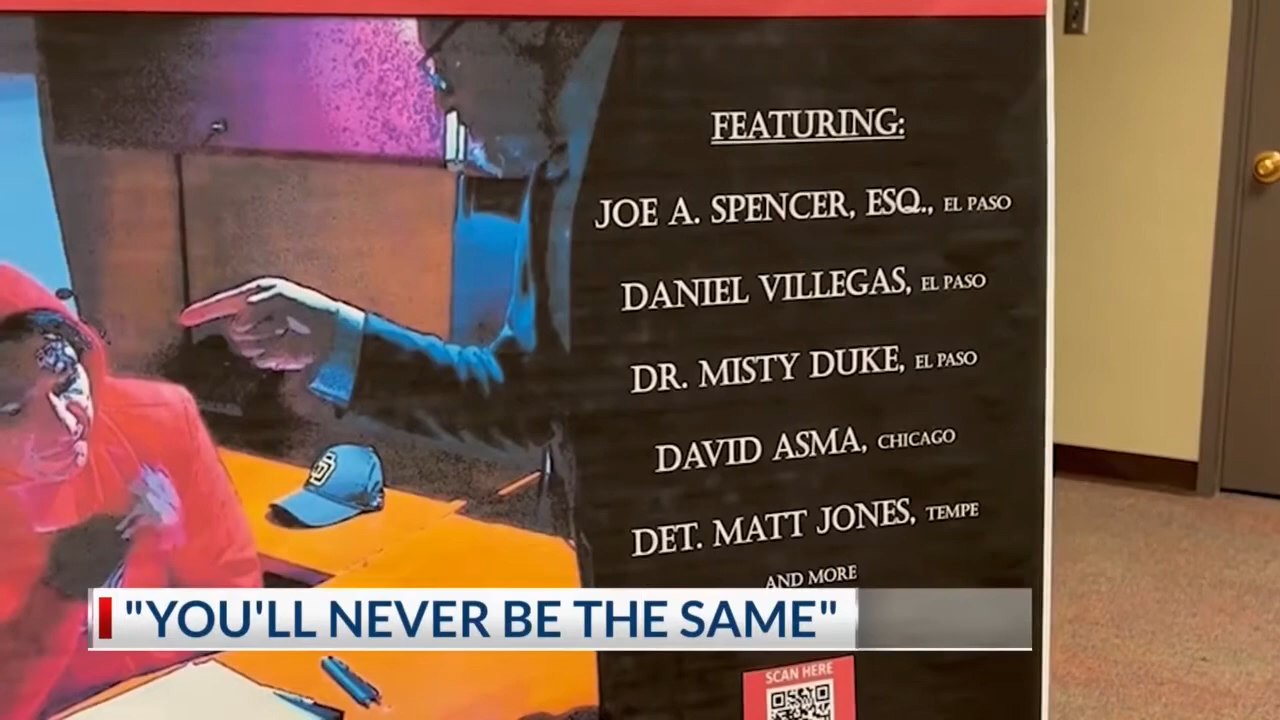 FEATURING:
JOE A. SPENCER, ESQ., EL PASO
DANIEL VILLEGAS, EL PASO
DR. MISTY DUKE, EL PASO
DAVID ASMA, CHICAGO
DET. MATT JONES, TEMPE
AND MORE
"YOU'LL NEVER BE THE SAME"
SCAN HERE